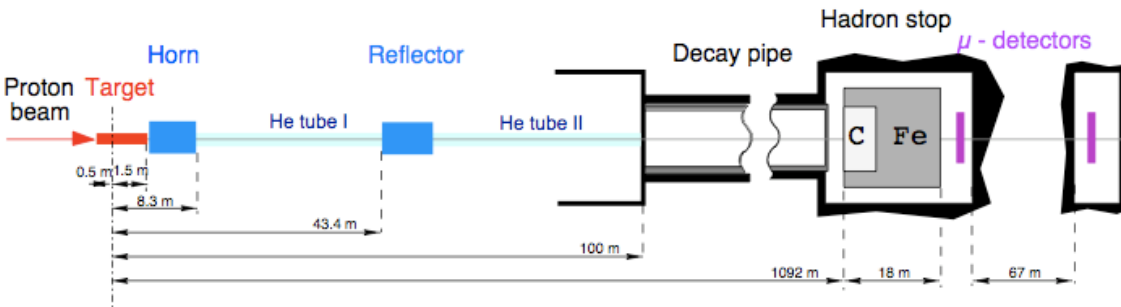 Hadron stop
Horn
Reflector
Decay pipe
μ - detectors
Proton
beam
Target
He tube I
He tube II
C
Fe
0.5 m
1.5 m
8.3 m
43.4 m
100 m
1092 m
18 m
67 m